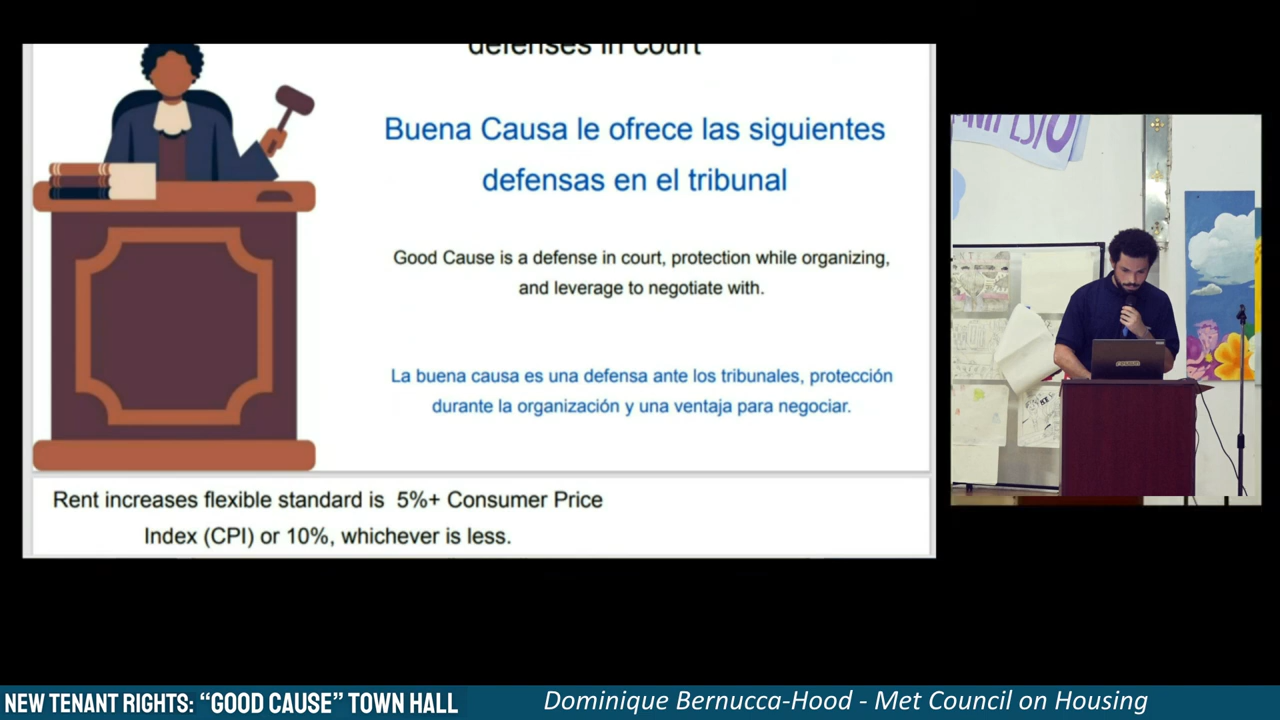 defenses in court
Buena Causa le ofrece las siguientes
defensas en el tribunal
Good Cause is a defense in court, protection while organizing,
and leverage to negotiate with.
La buena causa es una defensa ante los tribunales, protección
durante la organización y una ventaja para negociar.
Rent increases flexible standard is 5%+ Consumer Price
Index (CPI) or 10%, whichever is less.
NEW TENANT RIGHTS: “GOOD CAUSE” TOWN HALL
Dominique Bernucca-Hood - Met Council on Housing